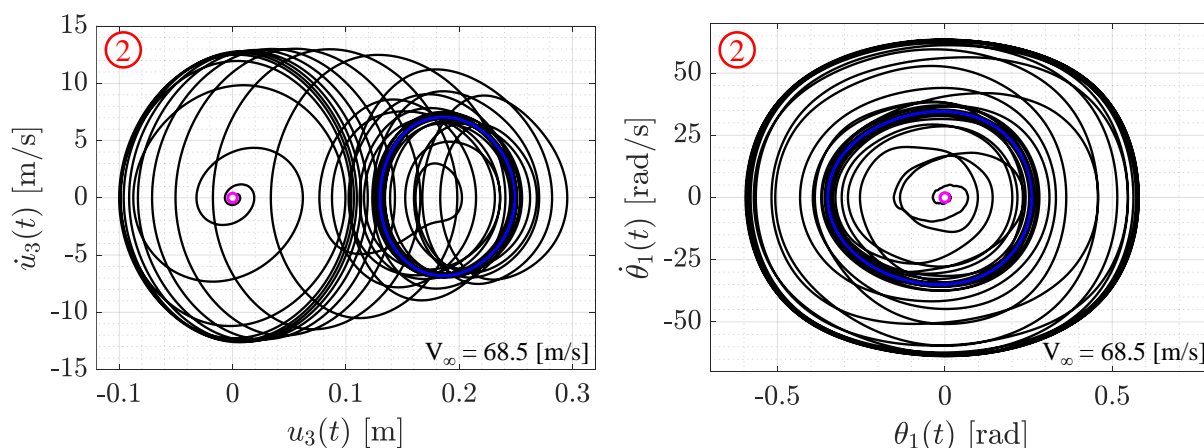 2
15
10
5
0
-5
-10
-15
-0.1 0 0.1 0.2 0.3
u̇₃(t) [m/s]
u₃(t) [m]
V∞ = 68.5 [m/s]
2
50
25
0
-25
-50
-0.5 0 0.5
θ̇₁(t) [rad/s]
θ₁(t) [rad]
V∞ = 68.5 [m/s]